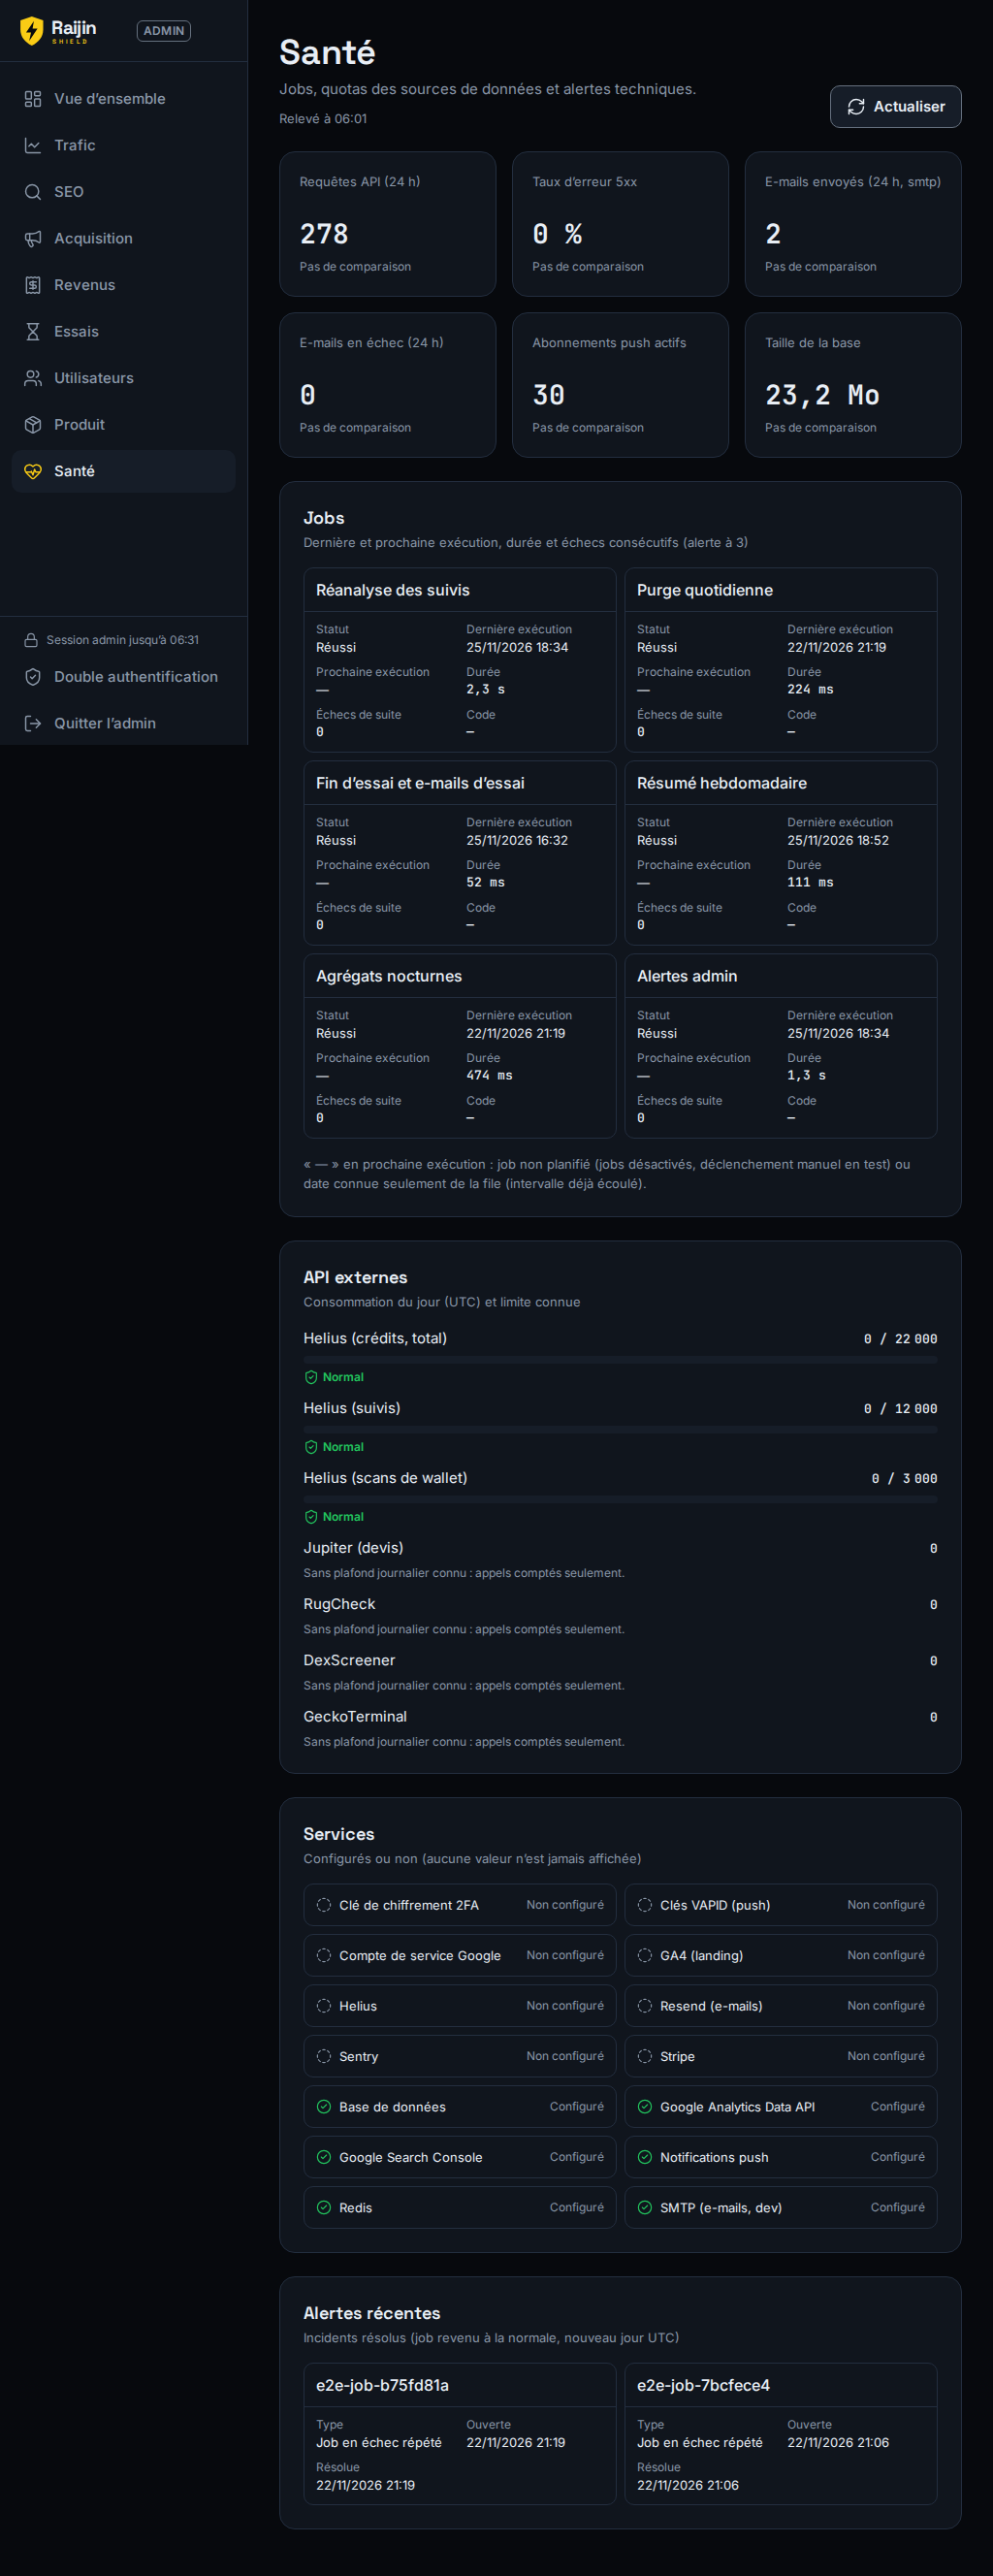 Raijin
SHIELD
ADMIN
Vue d’ensemble
Trafic
SEO
Acquisition
Revenus
Essais
Utilisateurs
Produit
Santé
Session admin jusqu’à 06:31
Double authentification
Quitter l’admin
Santé
Jobs, quotas des sources de données et alertes techniques.
Relevé à 06:01
Actualiser
Requêtes API (24 h)
278
Pas de comparaison
Taux d’erreur 5xx
0 %
Pas de comparaison
E-mails envoyés (24 h, smtp)
2
Pas de comparaison
E-mails en échec (24 h)
0
Pas de comparaison
Abonnements push actifs
30
Pas de comparaison
Taille de la base
23,2 Mo
Pas de comparaison
Jobs
Dernière et prochaine exécution, durée et échecs consécutifs (alerte à 3)
Réanalyse des suivis
Statut
Réussi
Dernière exécution
25/11/2026 18:34
Prochaine exécution
—
Durée
2,3 s
Échecs de suite
0
Code
—
Purge quotidienne
Statut
Réussi
Dernière exécution
22/11/2026 21:19
Prochaine exécution
—
Durée
224 ms
Échecs de suite
0
Code
—
Fin d’essai et e-mails d’essai
Statut
Réussi
Dernière exécution
25/11/2026 16:32
Prochaine exécution
—
Durée
52 ms
Échecs de suite
0
Code
—
Résumé hebdomadaire
Statut
Réussi
Dernière exécution
25/11/2026 18:52
Prochaine exécution
—
Durée
111 ms
Échecs de suite
0
Code
—
Agrégats nocturnes
Statut
Réussi
Dernière exécution
22/11/2026 21:19
Prochaine exécution
—
Durée
474 ms
Échecs de suite
0
Code
—
Alertes admin
Statut
Réussi
Dernière exécution
25/11/2026 18:34
Prochaine exécution
—
Durée
1,3 s
Échecs de suite
0
Code
—
« — » en prochaine exécution : job non planifié (jobs désactivés, déclenchement manuel en test) ou
date connue seulement de la file (intervalle déjà écoulé).
API externes
Consommation du jour (UTC) et limite connue
Helius (crédits, total)
0 / 22 000
Normal
Helius (suivis)
0 / 12 000
Normal
Helius (scans de wallet)
0 / 3 000
Normal
Jupiter (devis)
0
Sans plafond journalier connu : appels comptés seulement.
RugCheck
0
Sans plafond journalier connu : appels comptés seulement.
DexScreener
0
Sans plafond journalier connu : appels comptés seulement.
GeckoTerminal
0
Sans plafond journalier connu : appels comptés seulement.
Services
Configurés ou non (aucune valeur n’est jamais affichée)
Clé de chiffrement 2FA
Non configuré
Clés VAPID (push)
Non configuré
Compte de service Google
Non configuré
GA4 (landing)
Non configuré
Helius
Non configuré
Resend (e-mails)
Non configuré
Sentry
Non configuré
Stripe
Non configuré
Base de données
Configuré
Google Analytics Data API
Configuré
Google Search Console
Configuré
Notifications push
Configuré
Redis
Configuré
SMTP (e-mails, dev)
Configuré
Alertes récentes
Incidents résolus (job revenu à la normale, nouveau jour UTC)
e2e-job-b75fd81a
Type
Job en échec répété
Ouverte
22/11/2026 21:19
Résolue
22/11/2026 21:19
e2e-job-7bcfece4
Type
Job en échec répété
Ouverte
22/11/2026 21:06
Résolue
22/11/2026 21:06